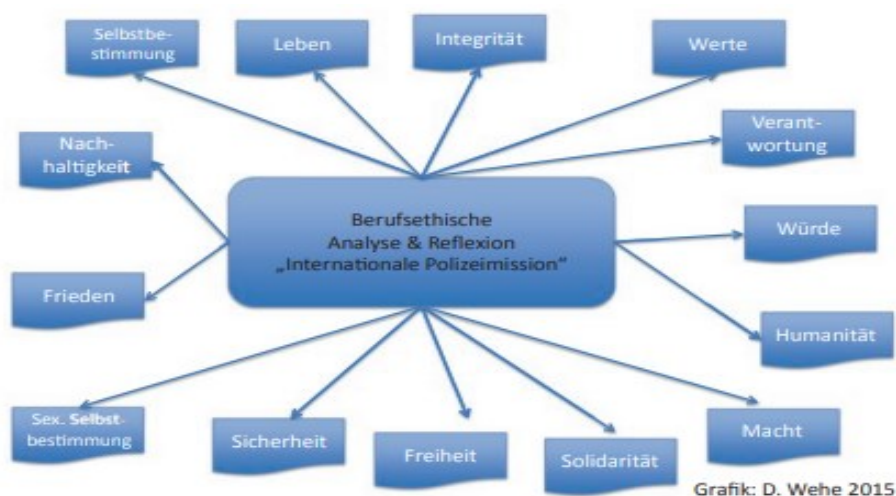 Selbstbe-
stimmung
Leben
Integrität
Werte
Nach-
haltigkeit
Verant-
wortung
Berufsethische
Analyse & Reflexion
„Internationale Polizeimission“
Würde
Frieden
Humanität
Sex. Selbst-
bestimmung
Sicherheit
Freiheit
Solidarität
Macht
Grafik: D. Wehe 2015